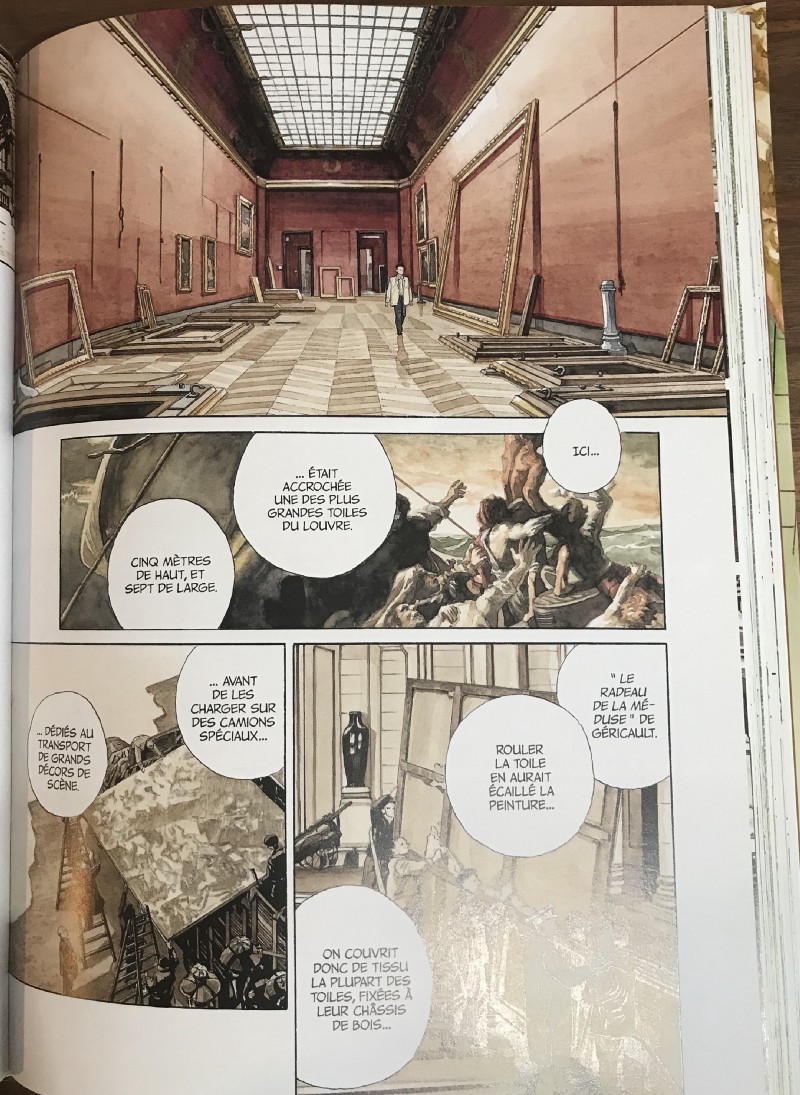 ICI...
... ÉTAIT
ACCROCHÉE
UNE DES PLUS
GRANDES TOILES
DU LOUVRE.
CINQ MÈTRES
DE HAUT, ET
SEPT DE LARGE.
" LE
RADEAU
DE LA MÉ-
DUSE " DE
GÉRICAULT.
ROULER
LA TOILE
EN AURAIT
ÉCAILLÉ LA
PEINTURE...
ON COUVRIT
DONC DE TISSU
LA PLUPART DES
TOILES, FIXÉES À
LEUR CHÂSSIS
DE BOIS...
... AVANT
DE LES
CHARGER SUR
DES CAMIONS
SPÉCIAUX...
... DÉDIÉS AU
TRANSPORT
DE GRANDS
DÉCORS DE
SCÈNE.